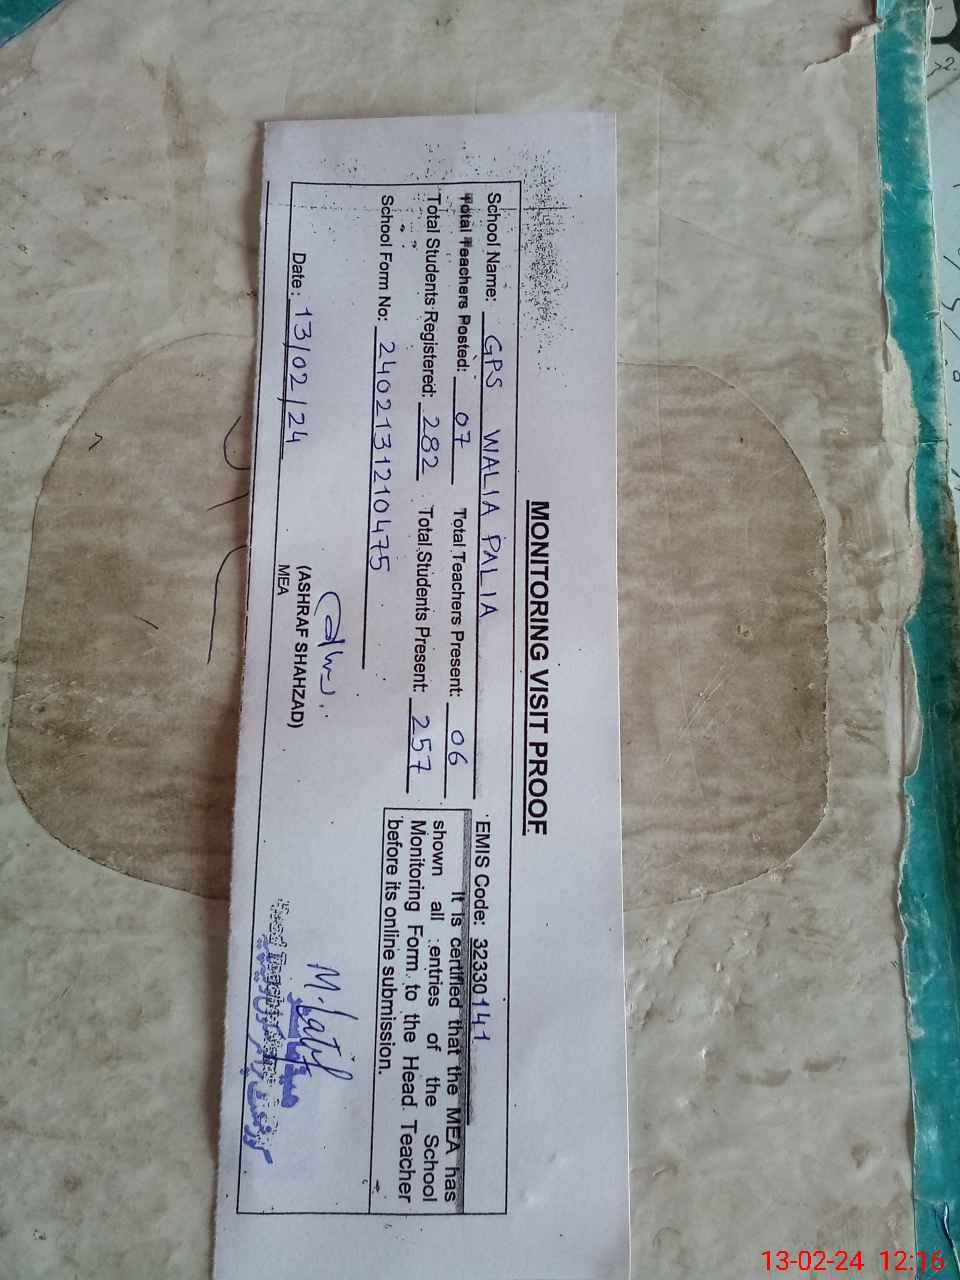 MONITORING VISIT PROOF
School Name: GPS WALIA PALIA EMIS Code: 32330141
Total Teachers Posted: 07 Total Teachers Present: 06
Total Students Registered: 282 Total Students Present: 257
School Form No: 240213121047​5
It is certified that the MEA has
shown all entries of the School
Monitoring Form to the Head Teacher
before its online submission.
Date: 13/02/24
(ASHRAF SHAHZAD)
MEA
M. Latif
13-02-24 12:16